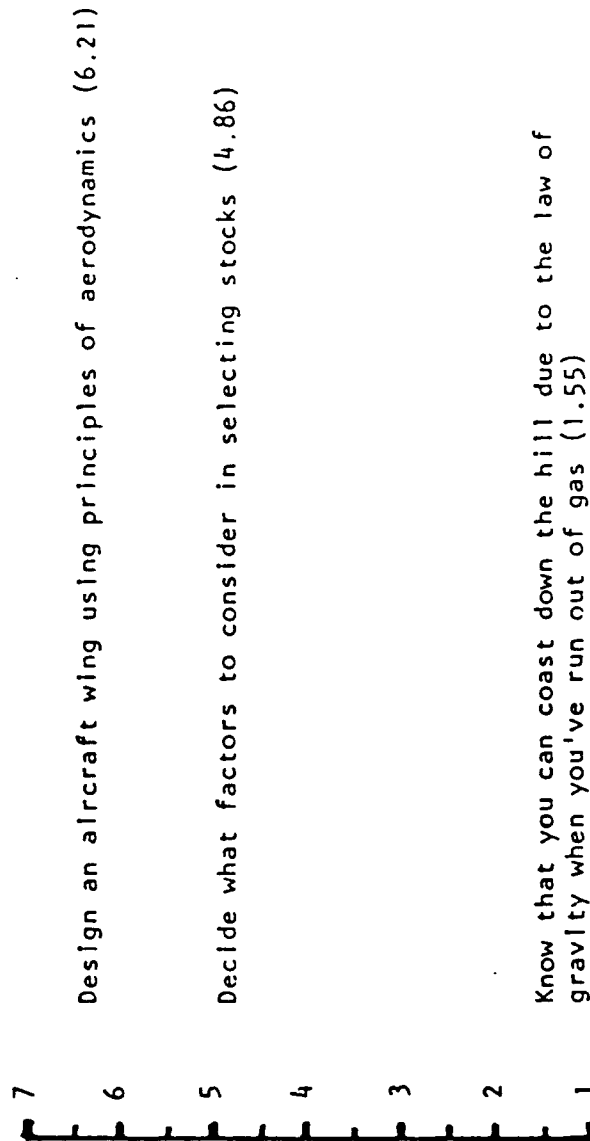 7
Design an aircraft wing using principles of aerodynamics (6.21)
6
5
Decide what factors to consider in selecting stocks (4.86)
4
3
2
Know that you can coast down the hill due to the law of
gravity when you've run out of gas (1.55)
1